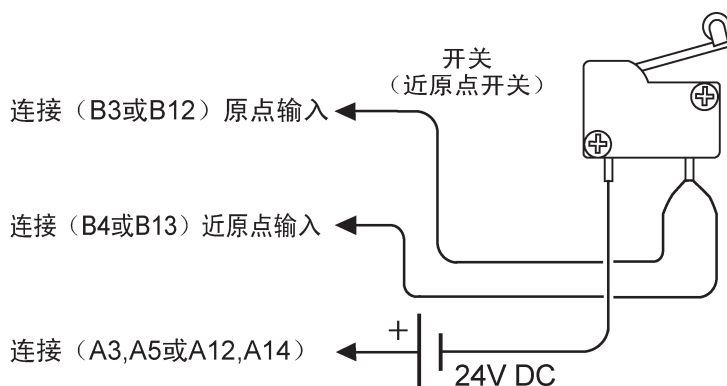 开关
（近原点开关）
连接（B3或B12）原点输入
连接（B4或B13）近原点输入
连接（A3,A5或A12,A14）
+
24V DC